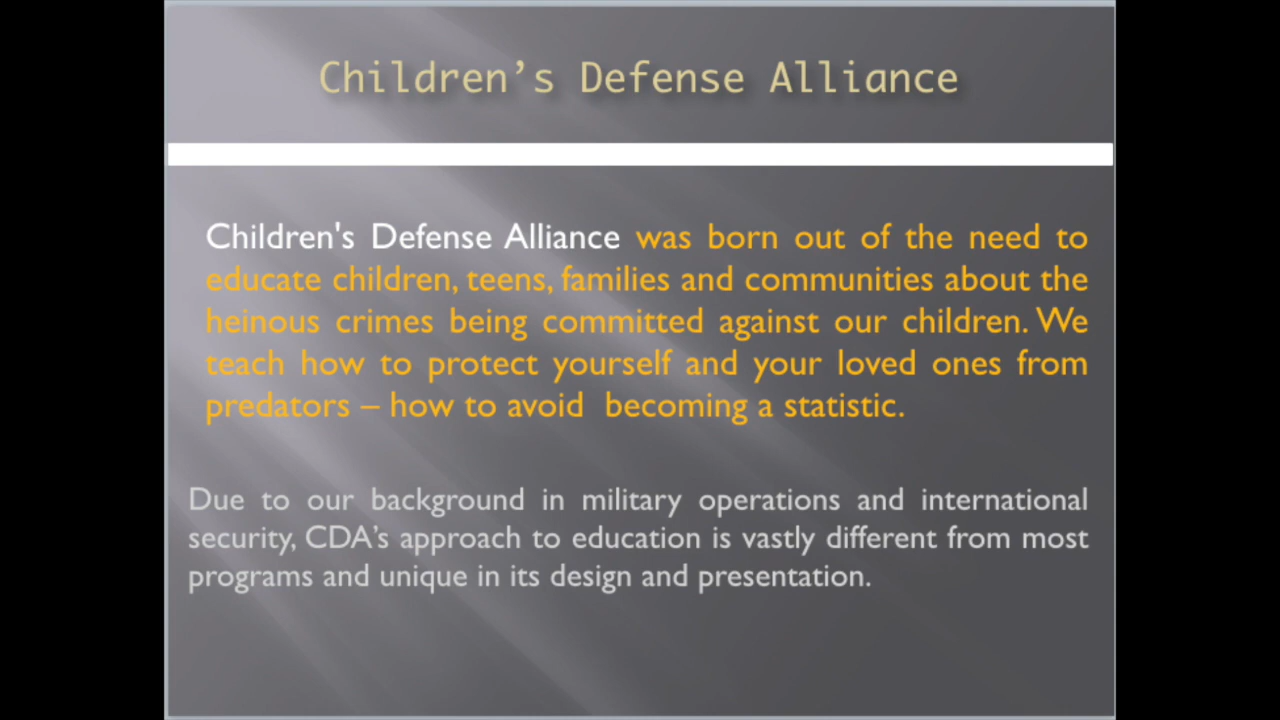 Children’s Defense Alliance
Children's Defense Alliance was born out of the need to
educate children, teens, families and communities about the
heinous crimes being committed against our children. We
teach how to protect yourself and your loved ones from
predators – how to avoid  becoming a statistic.
Due to our background in military operations and international
security, CDA’s approach to education is vastly different from most
programs and unique in its design and presentation.